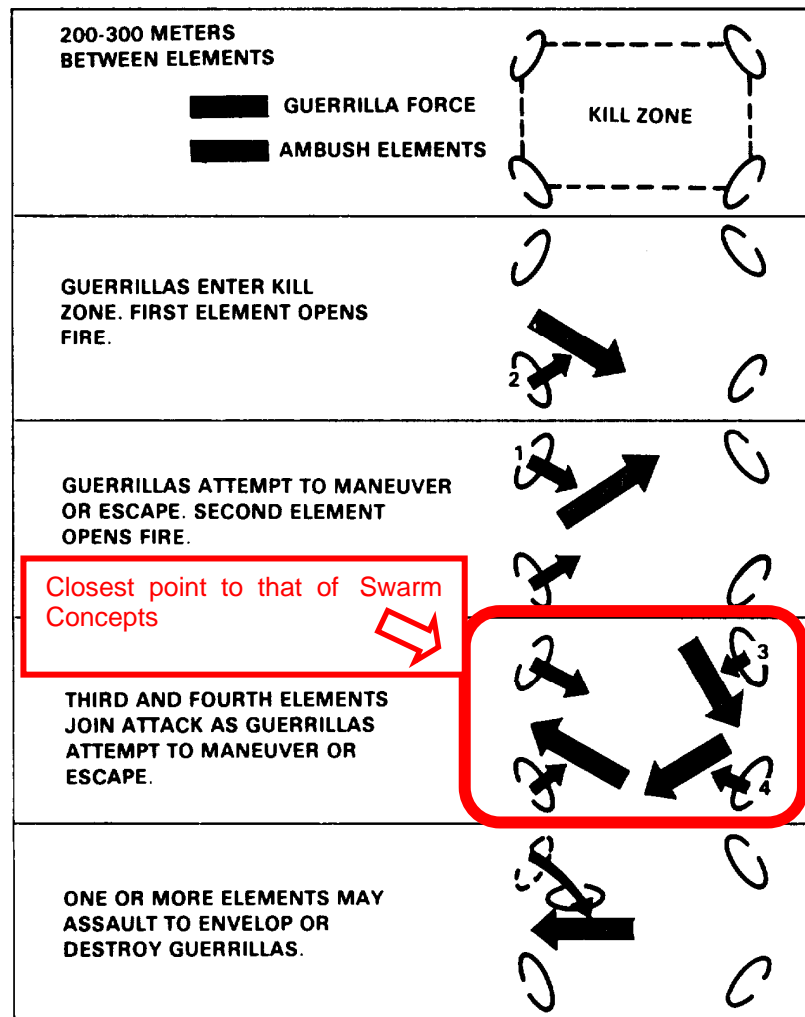 200-300 METERS
BETWEEN ELEMENTS
GUERRILLA FORCE
AMBUSH ELEMENTS
KILL ZONE
GUERRILLAS ENTER KILL
ZONE. FIRST ELEMENT OPENS
FIRE.
2
1
GUERRILLAS ATTEMPT TO MANEUVER
OR ESCAPE. SECOND ELEMENT
OPENS FIRE.
Closest point to that of Swarm
Concepts
3
THIRD AND FOURTH ELEMENTS
JOIN ATTACK AS GUERRILLAS
ATTEMPT TO MANEUVER OR
ESCAPE.
4
ONE OR MORE ELEMENTS MAY
ASSAULT TO ENVELOP OR
DESTROY GUERRILLAS.